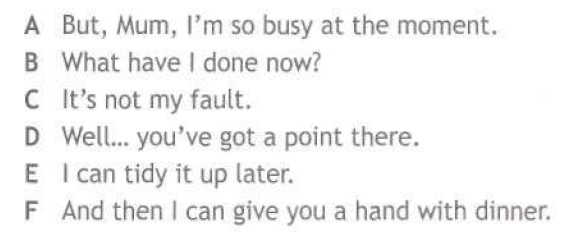 A But, Mum, I'm so busy at the moment.
B What have I done now?
C It's not my fault.
D Well... you've got a point there.
E I can tidy it up later.
F And then I can give you a hand with dinner.